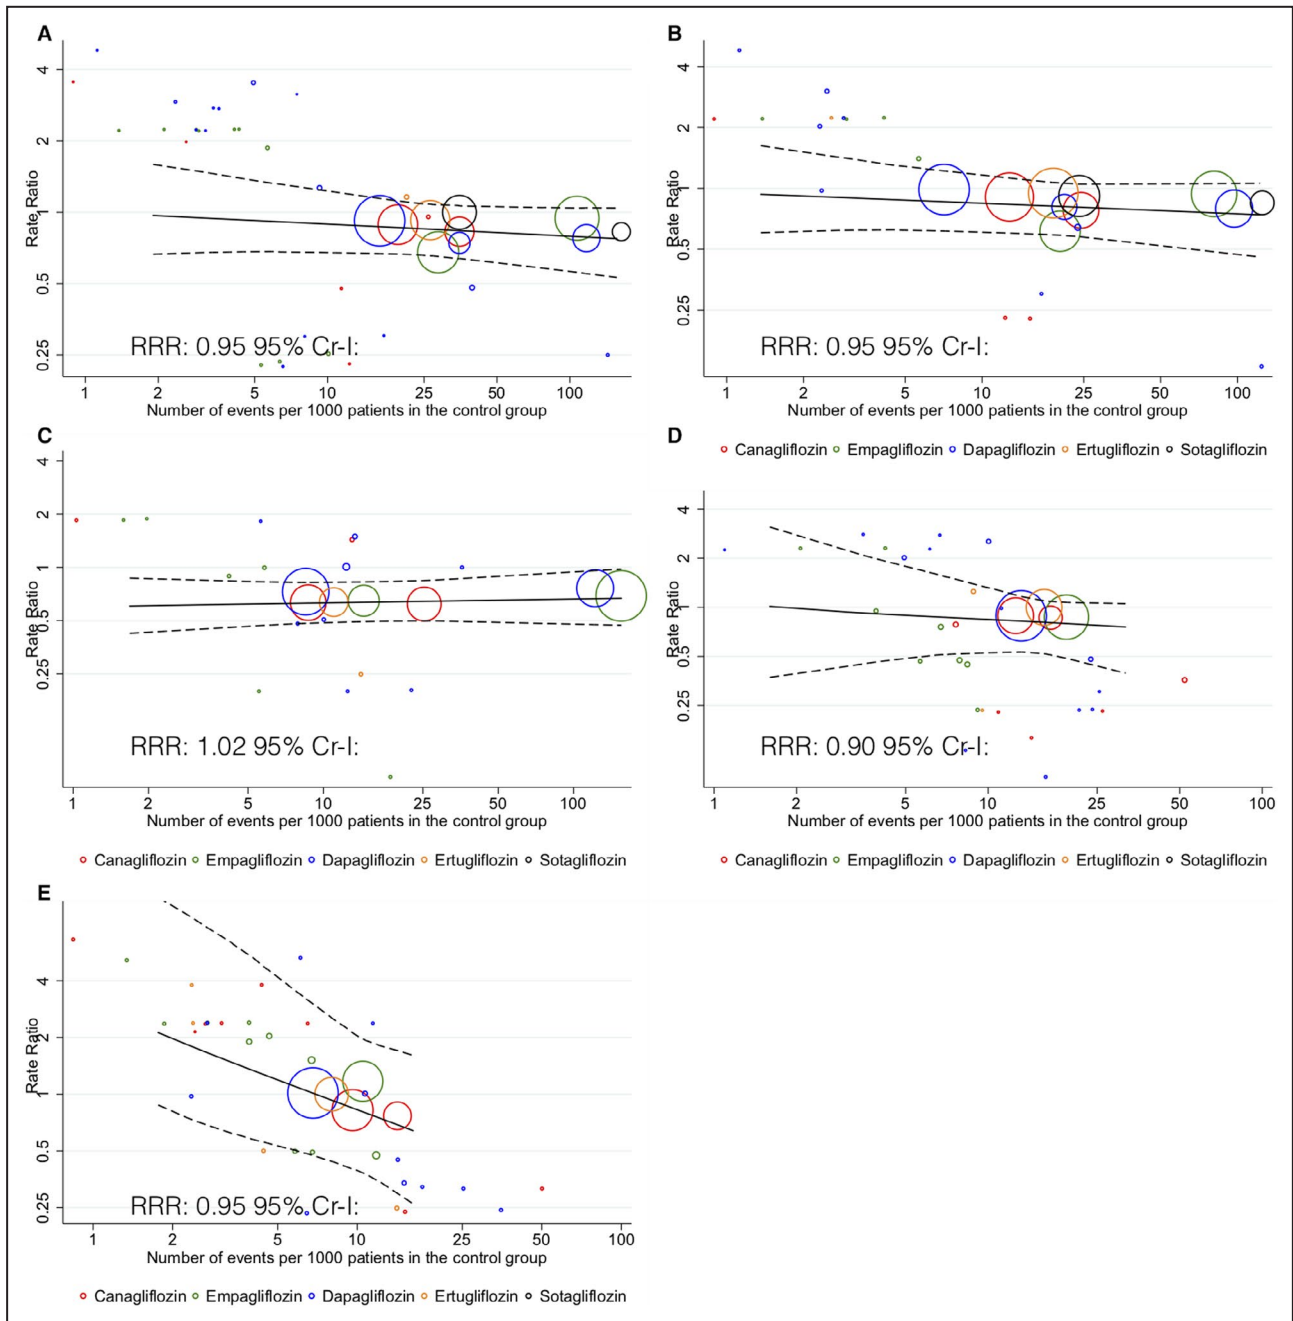 A
Rate Ratio
4
2
1
0.5
0.25
RRR: 0.95 95% Cr-I:
1 2 5 10 25 50 100
Number of events per 1000 patients in the control group
B
Rate Ratio
4
2
1
0.5
0.25
RRR: 0.95 95% Cr-I:
1 2 5 10 25 50 100
Number of events per 1000 patients in the control group
Canagliflozin Empagliflozin Dapagliflozin Ertugliflozin Sotagliflozin
C
Rate Ratio
4
2
1
0.5
0.25
RRR: 1.02 95% Cr-I:
1 2 5 10 25 50 100
Number of events per 1000 patients in the control group
Canagliflozin Empagliflozin Dapagliflozin Ertugliflozin Sotagliflozin
D
Rate Ratio
4
2
1
0.5
0.25
RRR: 0.90 95% Cr-I:
1 2 5 10 25 50 100
Number of events per 1000 patients in the control group
Canagliflozin Empagliflozin Dapagliflozin Ertugliflozin Sotagliflozin
E
Rate Ratio
4
2
1
0.5
0.25
RRR: 0.95 95% Cr-I:
1 2 5 10 25 50 100
Number of events per 1000 patients in the control group
Canagliflozin Empagliflozin Dapagliflozin Ertugliflozin Sotagliflozin